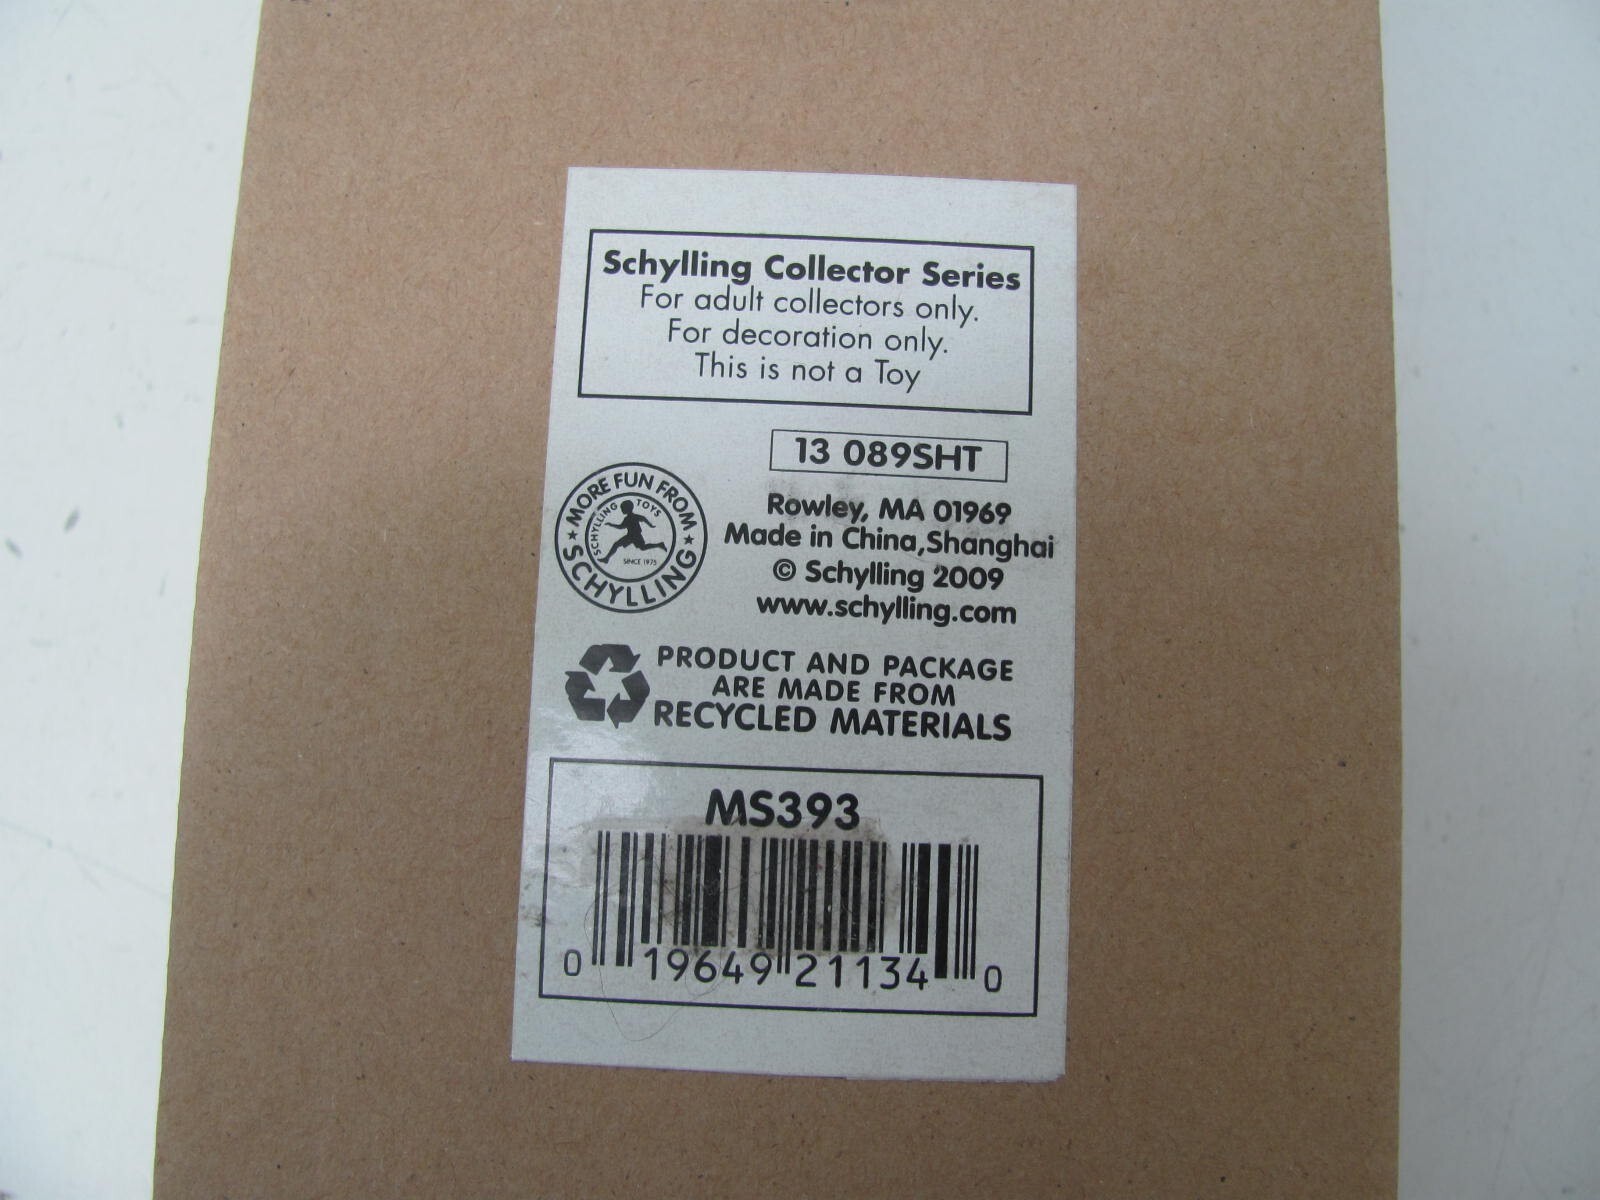 Schylling Collector Series
For adult collectors only.
For decoration only.
This is not a Toy
13 089SHT
MORE FUN FROM
SCHYLLING
SCHYLLING TOYS
SINCE 1975
Rowley, MA 01969
Made in China,Shanghai
© Schylling 2009
www.schylling.com
PRODUCT AND PACKAGE
ARE MADE FROM
RECYCLED MATERIALS
MS393
0 19649 21134 0